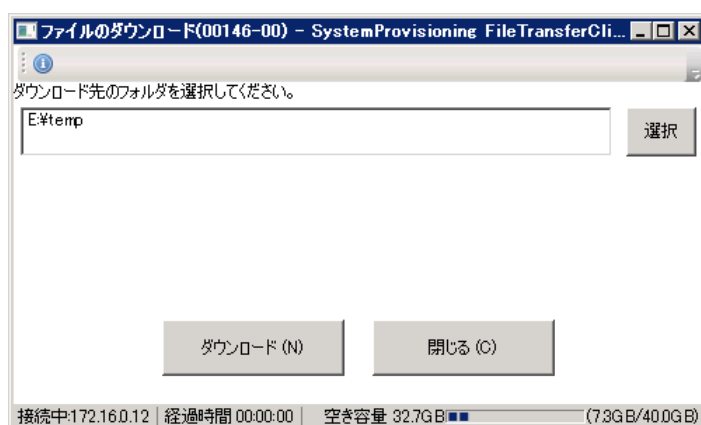 ファイルのダウンロード(00146-00) - SystemProvisioning FileTransferCli...
ダウンロード先のフォルダを選択してください。
E:¥temp
選択
ダウンロード (N)
閉じる (C)
接続中:172.16.0.12 経過時間 00:00:00 空き容量 32.7GB (7.3GB/40.0GB)